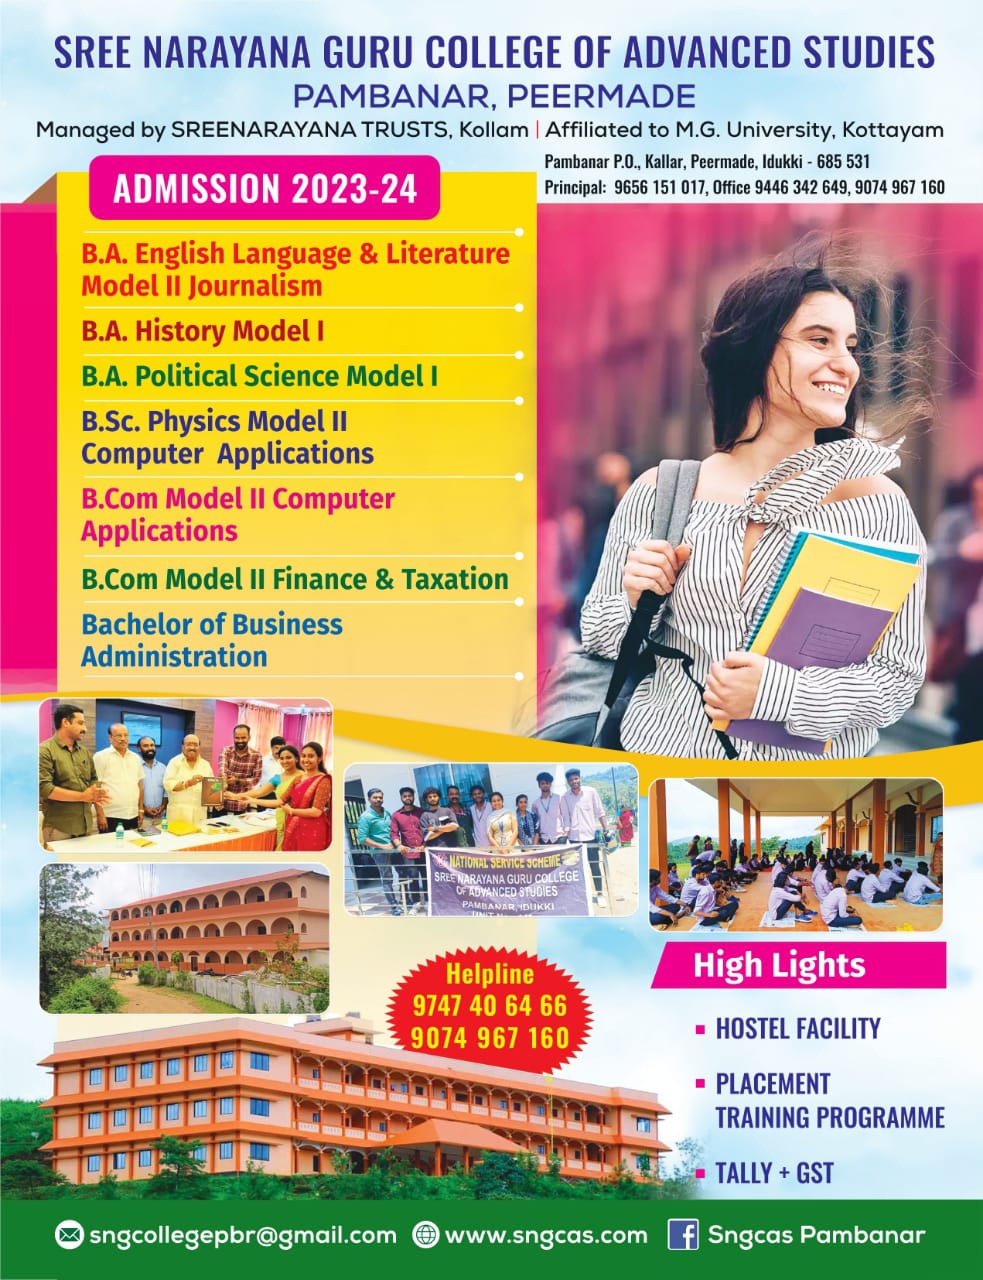 SREE NARAYANA GURU COLLEGE OF ADVANCED STUDIES
PAMBANAR, PEERMADE
Managed by SREENARAYANA TRUSTS, Kollam | Affiliated to M.G. University, Kottayam
Pambanar P.O., Kallar, Peermade, Idukki - 685 531
Principal: 9656 151 017, Office 9446 342 649, 9074 967 160
ADMISSION 2023-24
B.A. English Language & Literature
Model II Journalism
B.A. History Model I
B.A. Political Science Model I
B.Sc. Physics Model II
Computer Applications
B.Com Model II Computer
Applications
B.Com Model II Finance & Taxation
Bachelor of Business
Administration
NATIONAL SERVICE SCHEME
SREE NARAYANA GURU COLLEGE
OF ADVANCED STUDIES
PAMBANAR, IDUKKI
Helpline
9747 40 64 66
9074 967 160
High Lights
HOSTEL FACILITY
PLACEMENT
TRAINING PROGRAMME
TALLY + GST
sngcollegepbr@gmail.com
www.sngcas.com
Sngcas Pambanar